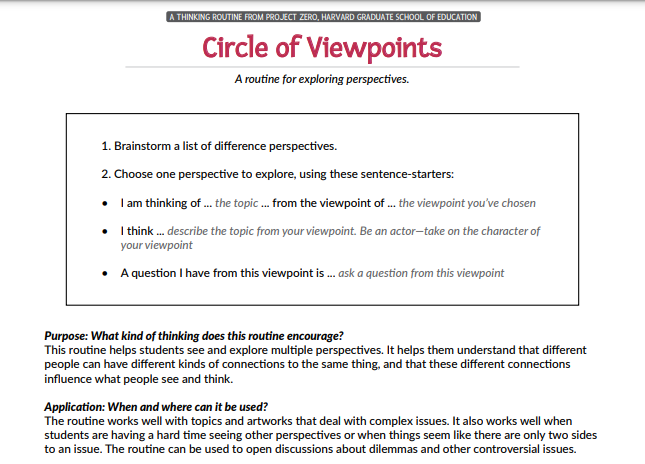 A THINKING ROUTINE FROM PROJECT ZERO, HARVARD GRADUATE SCHOOL OF EDUCATION
Circle of Viewpoints
A routine for exploring perspectives.
1. Brainstorm a list of difference perspectives.
2. Choose one perspective to explore, using these sentence-starters:
• I am thinking of ... the topic ... from the viewpoint of ... the viewpoint you've chosen
• I think ... describe the topic from your viewpoint. Be an actor—take on the character of
your viewpoint
• A question I have from this viewpoint is ... ask a question from this viewpoint
Purpose: What kind of thinking does this routine encourage?
This routine helps students see and explore multiple perspectives. It helps them understand that different
people can have different kinds of connections to the same thing, and that these different connections
influence what people see and think.
Application: When and where can it be used?
The routine works well with topics and artworks that deal with complex issues. It also works well when
students are having a hard time seeing other perspectives or when things seem like there are only two sides
to an issue. The routine can be used to open discussions about dilemmas and other controversial issues.